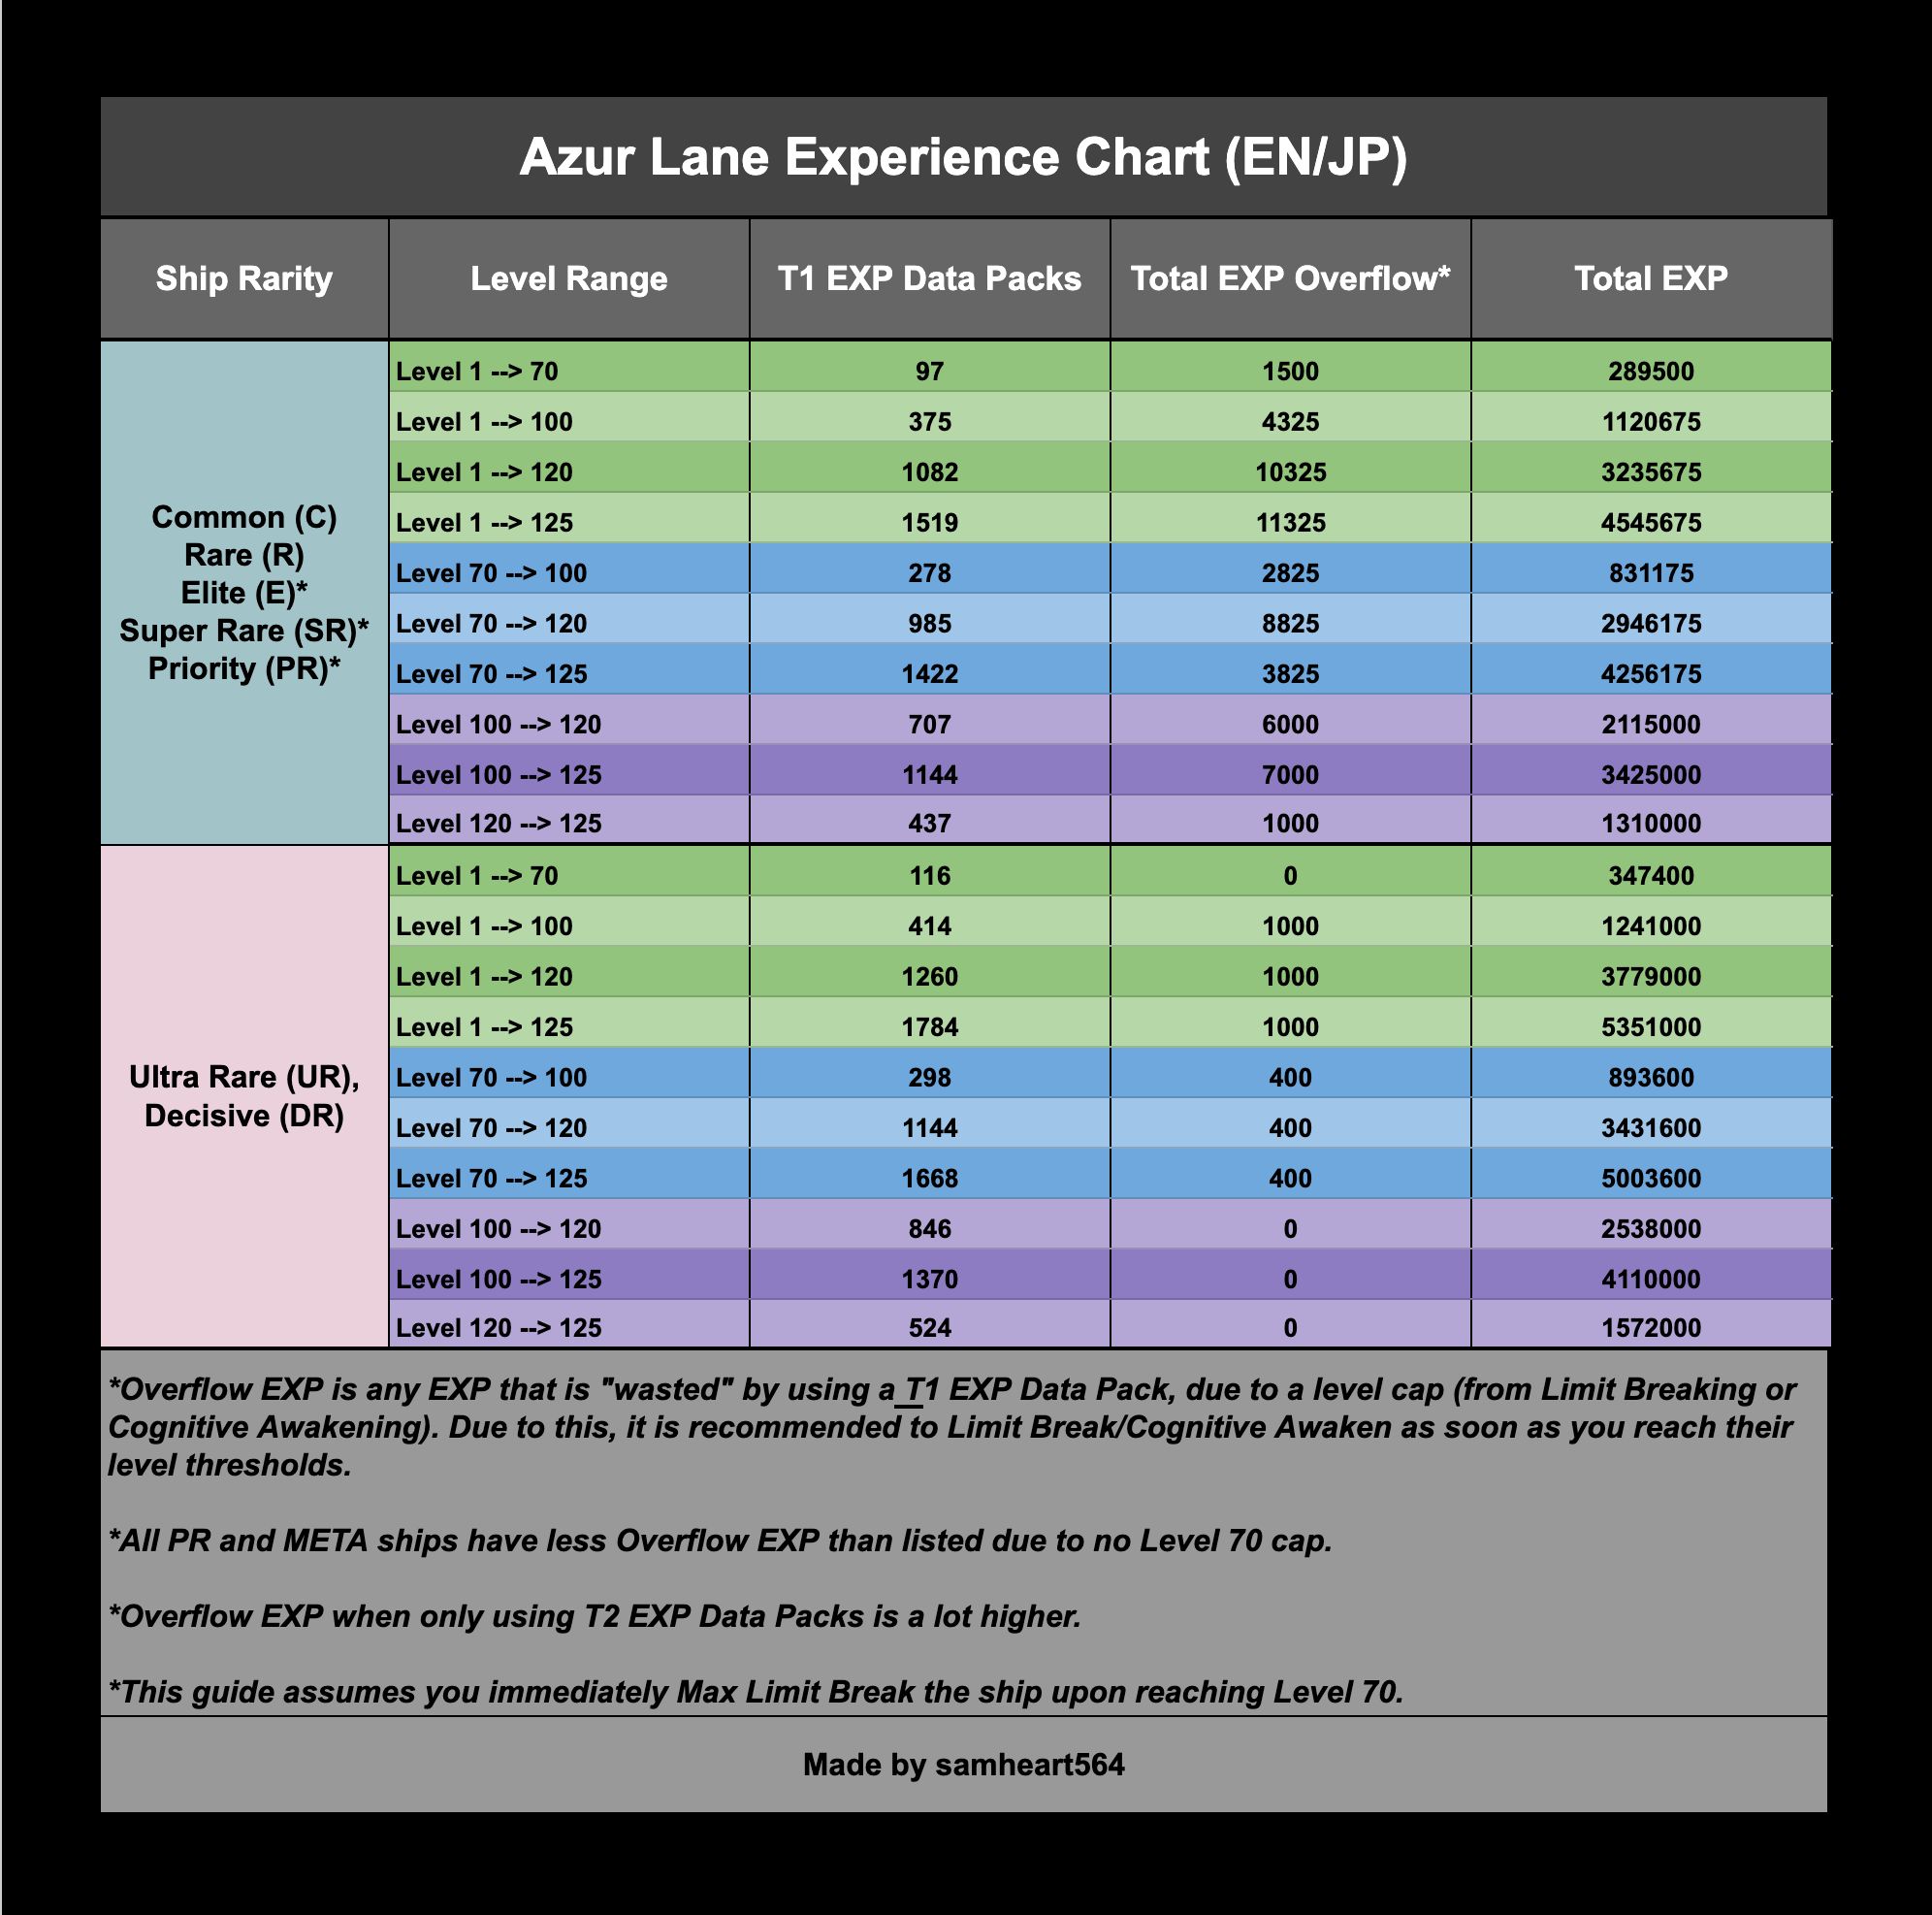 Azur Lane Experience Chart (EN/JP)
Ship Rarity Level Range T1 EXP Data Packs Total EXP Overflow* Total EXP
Common (C)
Rare (R)
Elite (E)*
Super Rare (SR)*
Priority (PR)*
Level 1 --> 70 97 1500 289500
Level 1 --> 100 375 4325 1120675
Level 1 --> 120 1082 10325 3235675
Level 1 --> 125 1519 11325 4545675
Level 70 --> 100 278 2825 831175
Level 70 --> 120 985 8825 2946175
Level 70 --> 125 1422 3825 4256175
Level 100 --> 120 707 6000 2115000
Level 100 --> 125 1144 7000 3425000
Level 120 --> 125 437 1000 1310000
Ultra Rare (UR),
Decisive (DR)
Level 1 --> 70 116 0 347400
Level 1 --> 100 414 1000 1241000
Level 1 --> 120 1260 1000 3779000
Level 1 --> 125 1784 1000 5351000
Level 70 --> 100 298 400 893600
Level 70 --> 120 1144 400 3431600
Level 70 --> 125 1668 400 5003600
Level 100 --> 120 846 0 2538000
Level 100 --> 125 1370 0 4110000
Level 120 --> 125 524 0 1572000
*Overflow EXP is any EXP that is "wasted" by using a T1 EXP Data Pack, due to a level cap (from Limit Breaking or
Cognitive Awakening). Due to this, it is recommended to Limit Break/Cognitive Awaken as soon as you reach their
level thresholds.
*All PR and META ships have less Overflow EXP than listed due to no Level 70 cap.
*Overflow EXP when only using T2 EXP Data Packs is a lot higher.
*This guide assumes you immediately Max Limit Break the ship upon reaching Level 70.
Made by samheart564